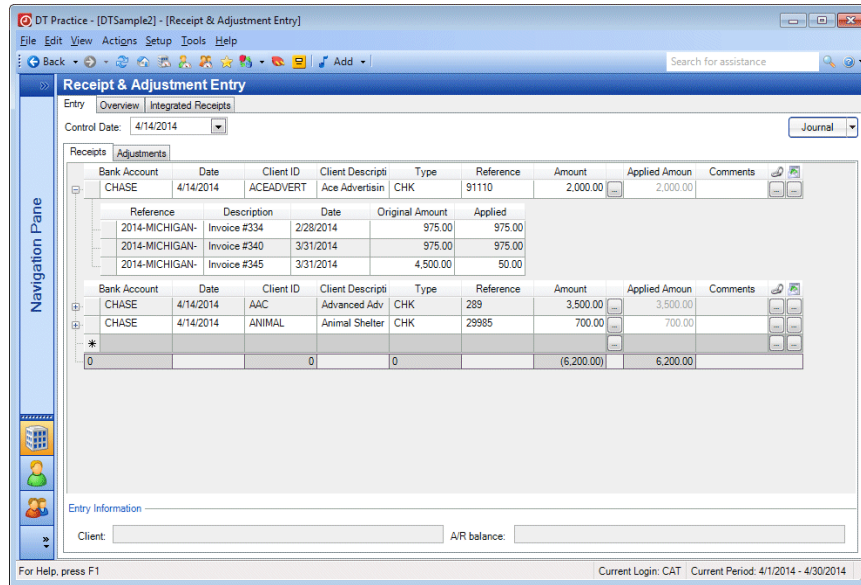 DT Practice - [DTSample2] - [Receipt & Adjustment Entry]
File Edit View Actions Setup Tools Help
Back Add Search for assistance
Receipt & Adjustment Entry
Entry Overview Integrated Receipts
Control Date: 4/14/2014 Journal
Receipts Adjustments
Bank Account Date Client ID Client Descripti Type Reference Amount Applied Amoun Comments
CHASE 4/14/2014 ACEADVERT Ace Advertisin CHK 91110 2,000.00 ... 2,000.00 ... ...
Reference Description Date Original Amount Applied
2014-MICHIGAN- Invoice #334 2/28/2014 975.00 975.00
2014-MICHIGAN- Invoice #340 3/31/2014 975.00 975.00
2014-MICHIGAN- Invoice #345 3/31/2014 4,500.00 50.00
Bank Account Date Client ID Client Descripti Type Reference Amount Applied Amoun Comments
CHASE 4/14/2014 AAC Advanced Adv CHK 289 3,500.00 ... 3,500.00 ... ...
CHASE 4/14/2014 ANIMAL Animal Shelter CHK 29985 700.00 ... 700.00 ... ...
* ... ... ...
0 0 0 (6,200.00) 6,200.00
Navigation Pane
Entry Information
Client: A/R balance:
For Help, press F1 Current Login: CAT Current Period: 4/1/2014 - 4/30/2014